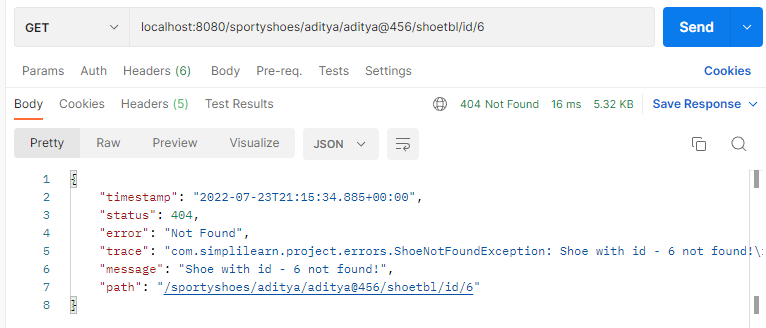 GET localhost:8080/sportyshoes/aditya/aditya@456/shoetbl/id/6 Send
Params Auth Headers (6) Body Pre-req. Tests Settings Cookies
Body Cookies Headers (5) Test Results 404 Not Found 16 ms 5.32 KB Save Response
Pretty Raw Preview Visualize JSON
1 {
2 "timestamp": "2022-07-23T21:15:34.885+00:00",
3 "status": 404,
4 "error": "Not Found",
5 "trace": "com.simplilearn.project.errors.ShoeNotFoundException: Shoe with id - 6 not found!\
6 "message": "Shoe with id - 6 not found!",
7 "path": "/sportyshoes/aditya/aditya@456/shoetbl/id/6"
8 }